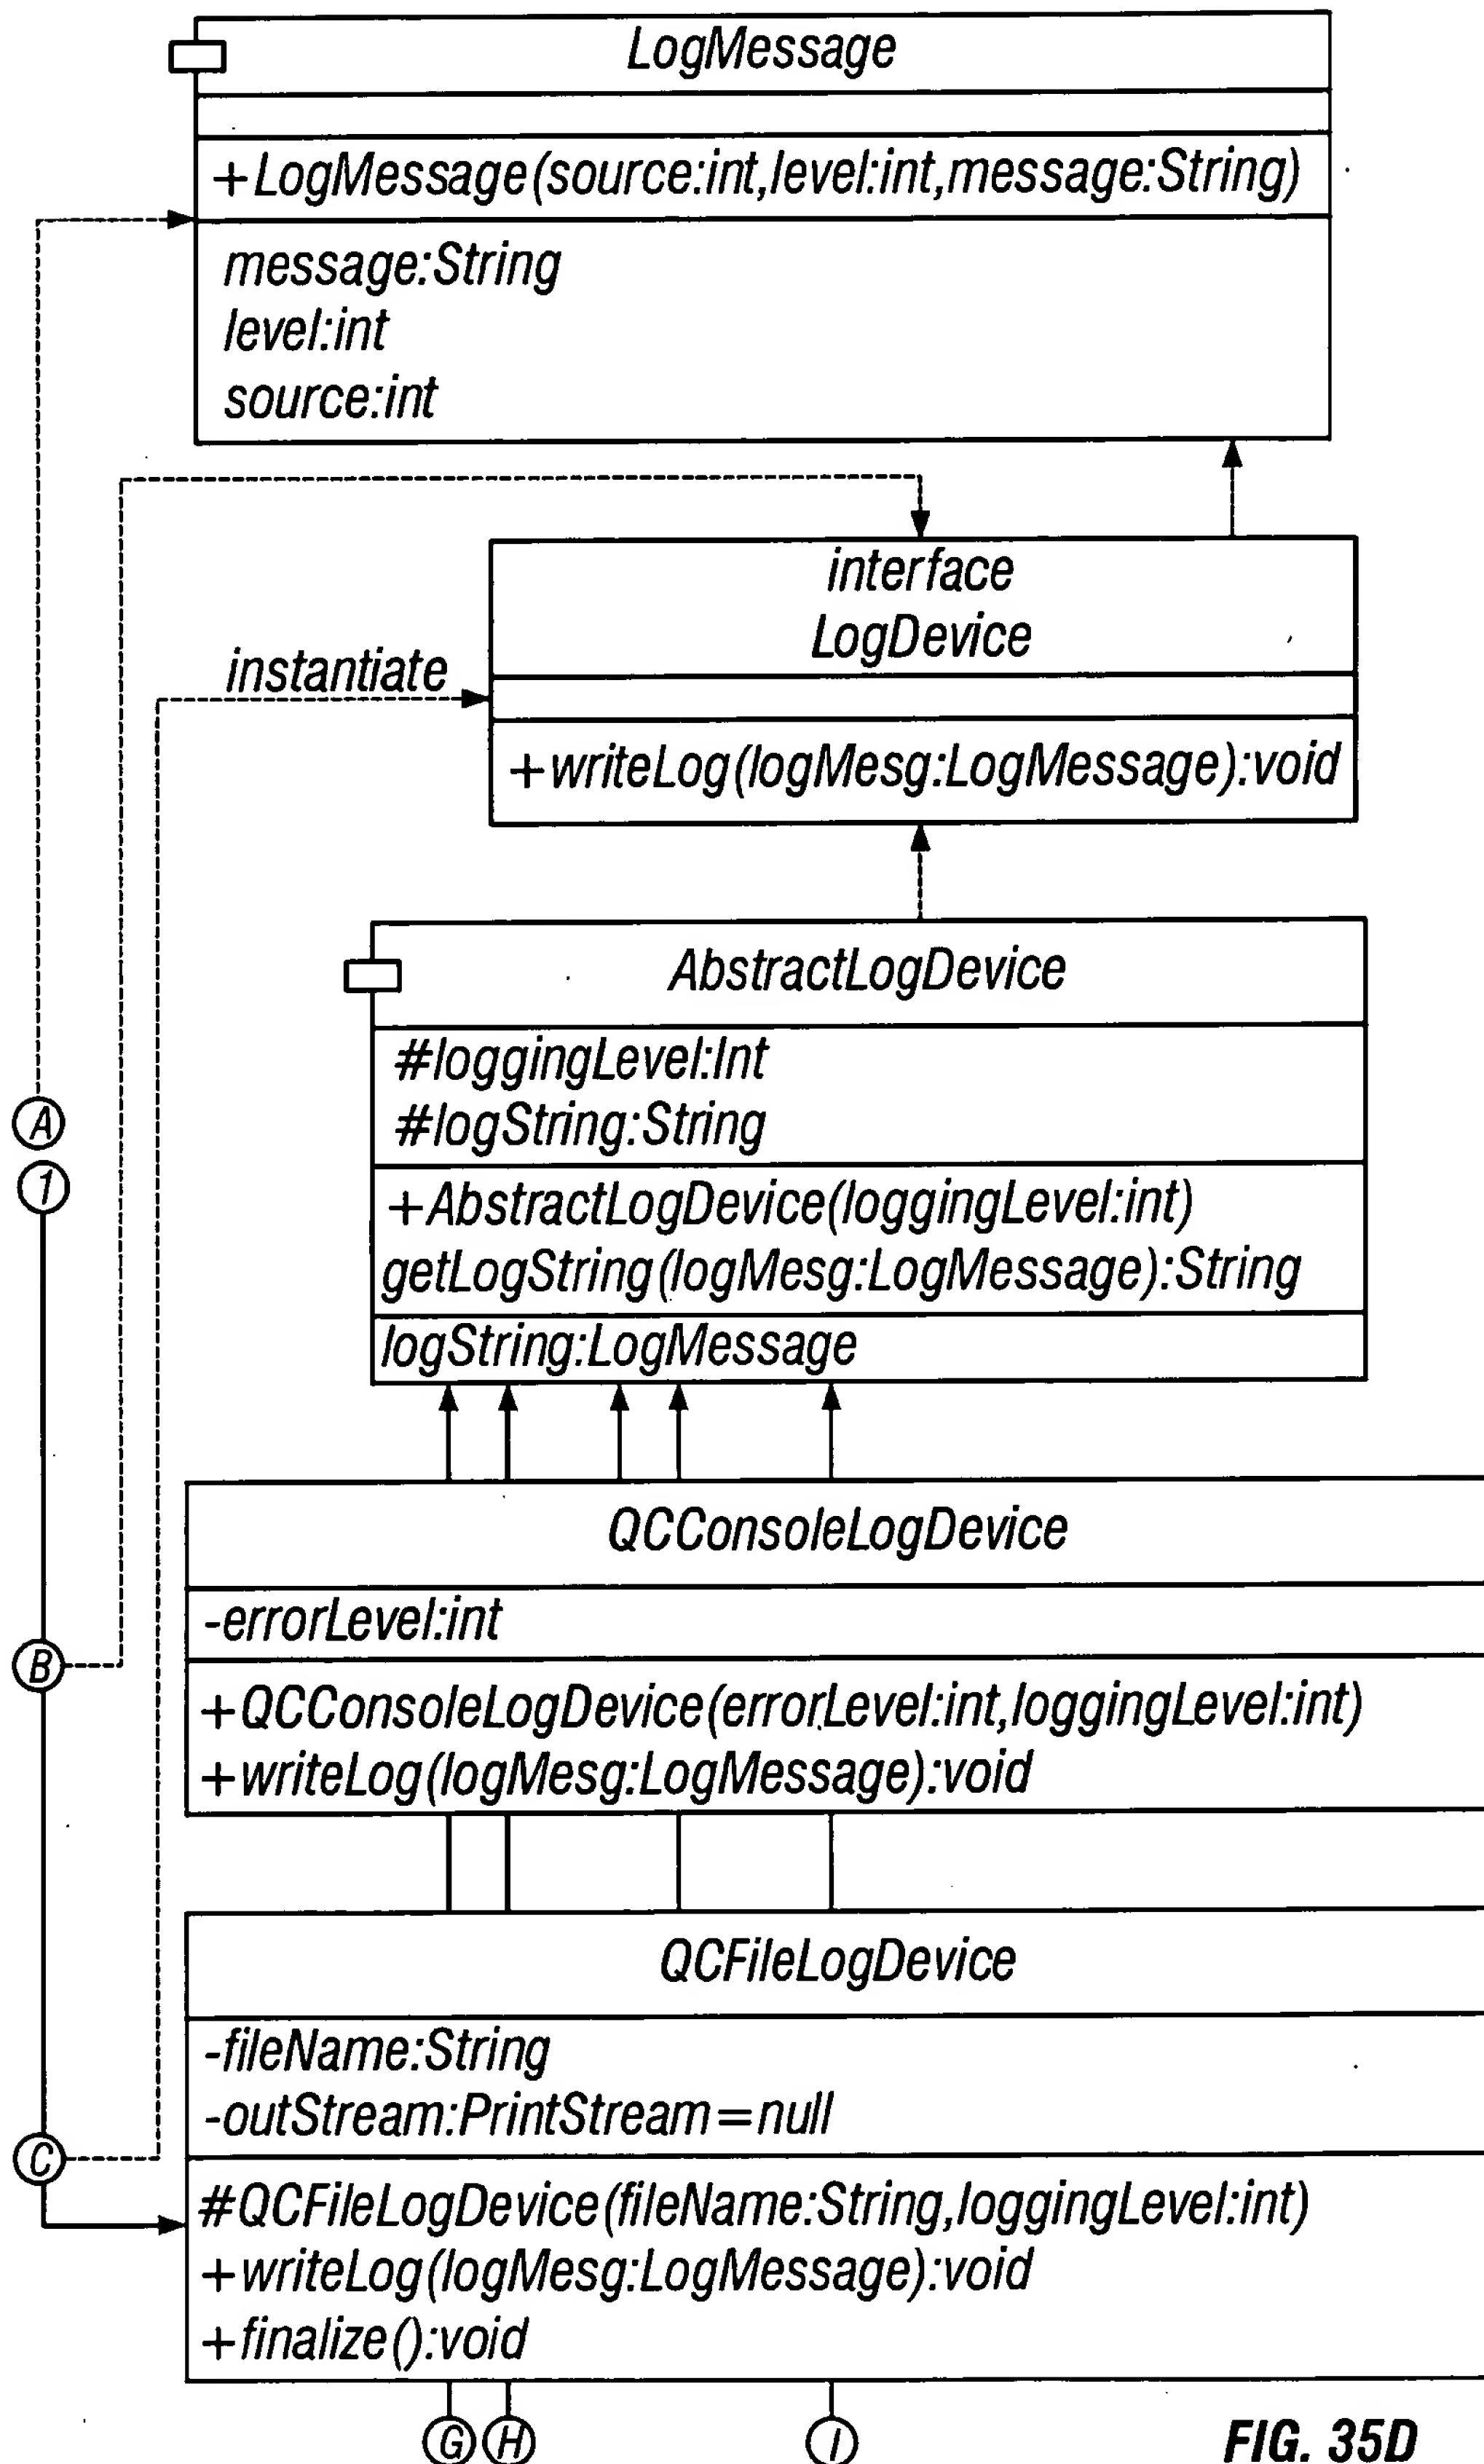 LogMessage
+LogMessage(source:int,level:int,message:String)
message:String
level:int
source:int
interface
LogDevice
instantiate
+writeLog(logMesg:LogMessage):void
AbstractLogDevice
#loggingLevel:Int
#logString:String
A
1
+AbstractLogDevice(loggingLevel:int)
getLogString(logMesg:LogMessage):String
logString:LogMessage
QCConsoleLogDevice
-errorLevel:int
B
+QCConsoleLogDevice(errorLevel:int,loggingLevel:int)
+writeLog(logMesg:LogMessage):void
QCFileLogDevice
-fileName:String
-outStream:PrintStream=null
C
#QCFileLogDevice(fileName:String,loggingLevel:int)
+writeLog(logMesg:LogMessage):void
+finalize():void
G H I
FIG. 35D